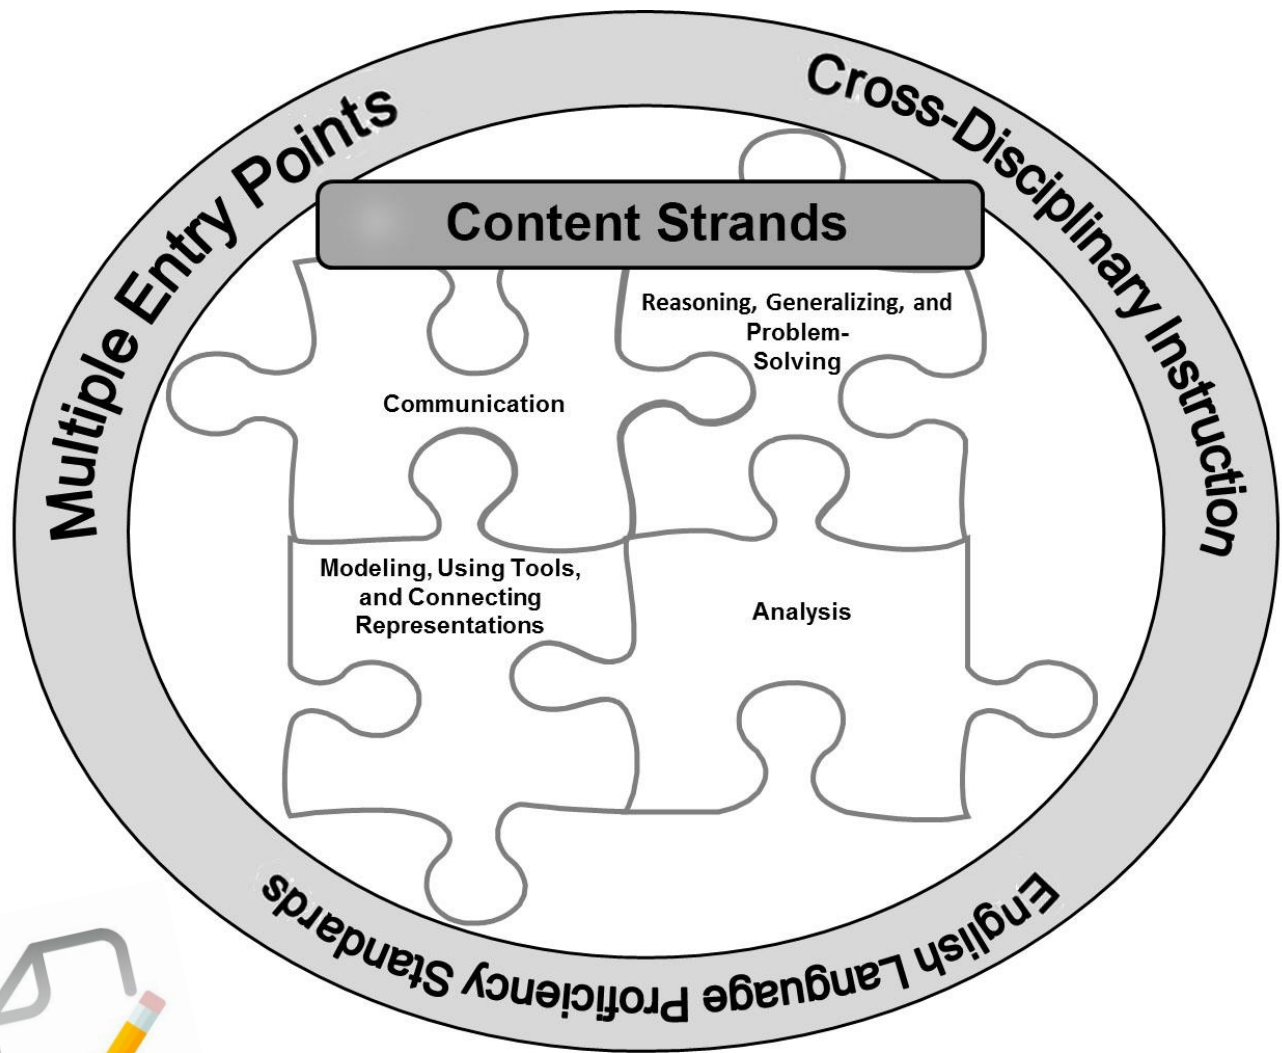 Multiple Entry Points
Cross-Disciplinary Instruction
Content Strands
Reasoning, Generalizing, and
Problem-
Solving
Communication
Modeling, Using Tools,
and Connecting
Representations
Analysis
English Language Proficiency Standards